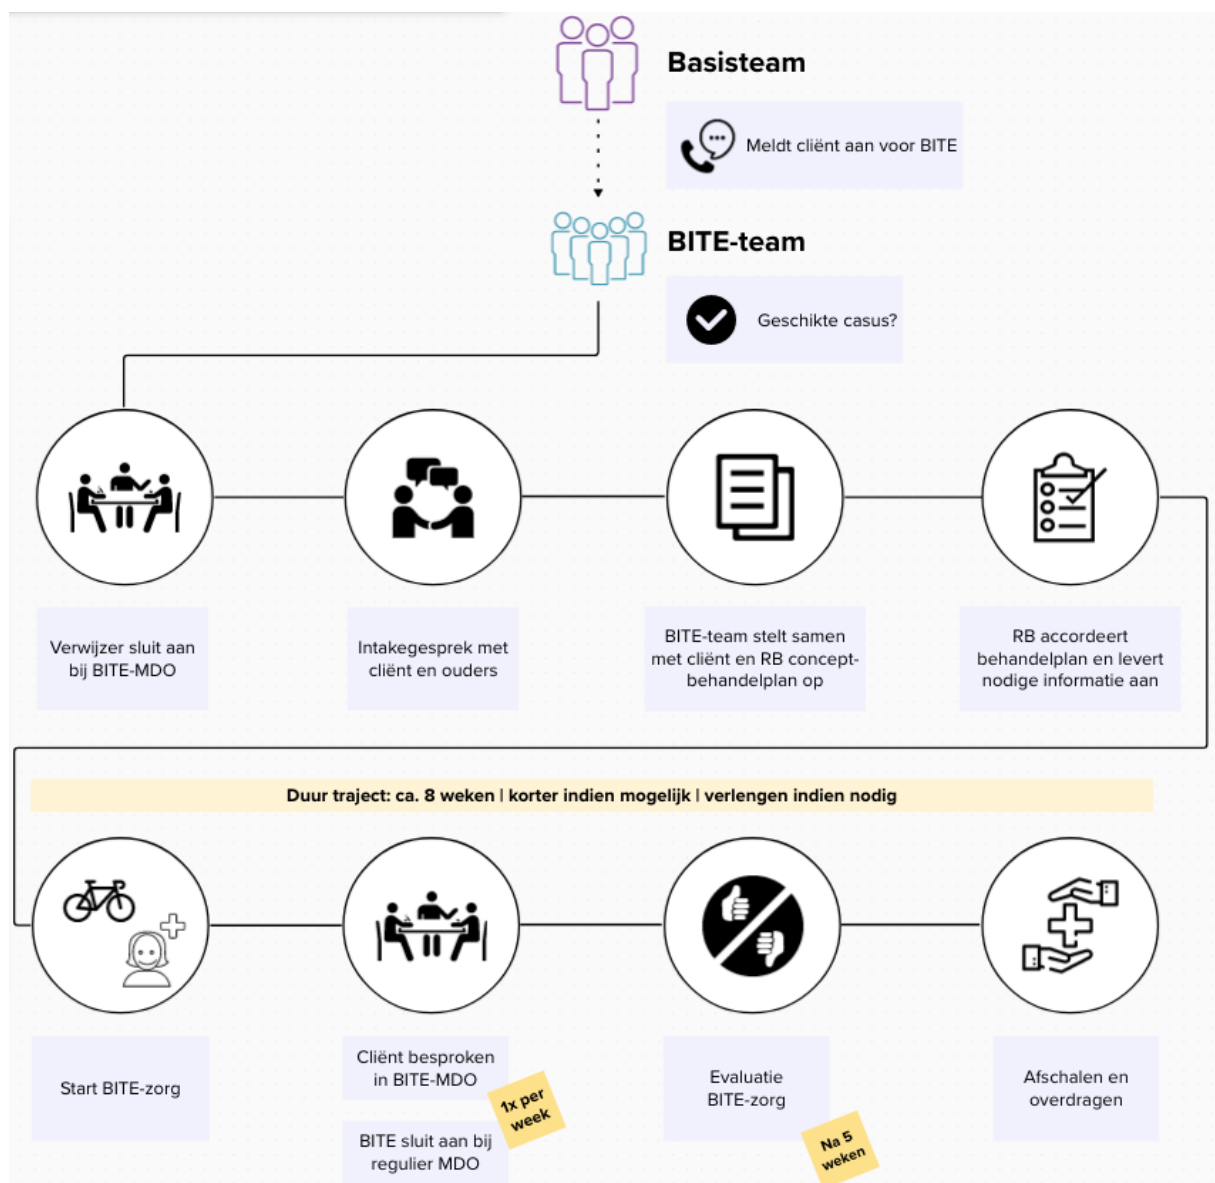 Basisteam
Meldt cliënt aan voor BITE
BITE-team
Geschikte casus?
Verwijzer sluit aan
bij BITE-MDO
Intakegesprek met
cliënt en ouders
BITE-team stelt samen
met cliënt en RB concept-
behandelplan op
RB accordeert
behandelplan en levert
nodige informatie aan
Duur traject: ca. 8 weken | korter indien mogelijk | verlengen indien nodig
Start BITE-zorg
Cliënt besproken
in BITE-MDO
1x per
week
BITE sluit aan bij
regulier MDO
Evaluatie
BITE-zorg
Na 5
weken
Afschalen en
overdragen